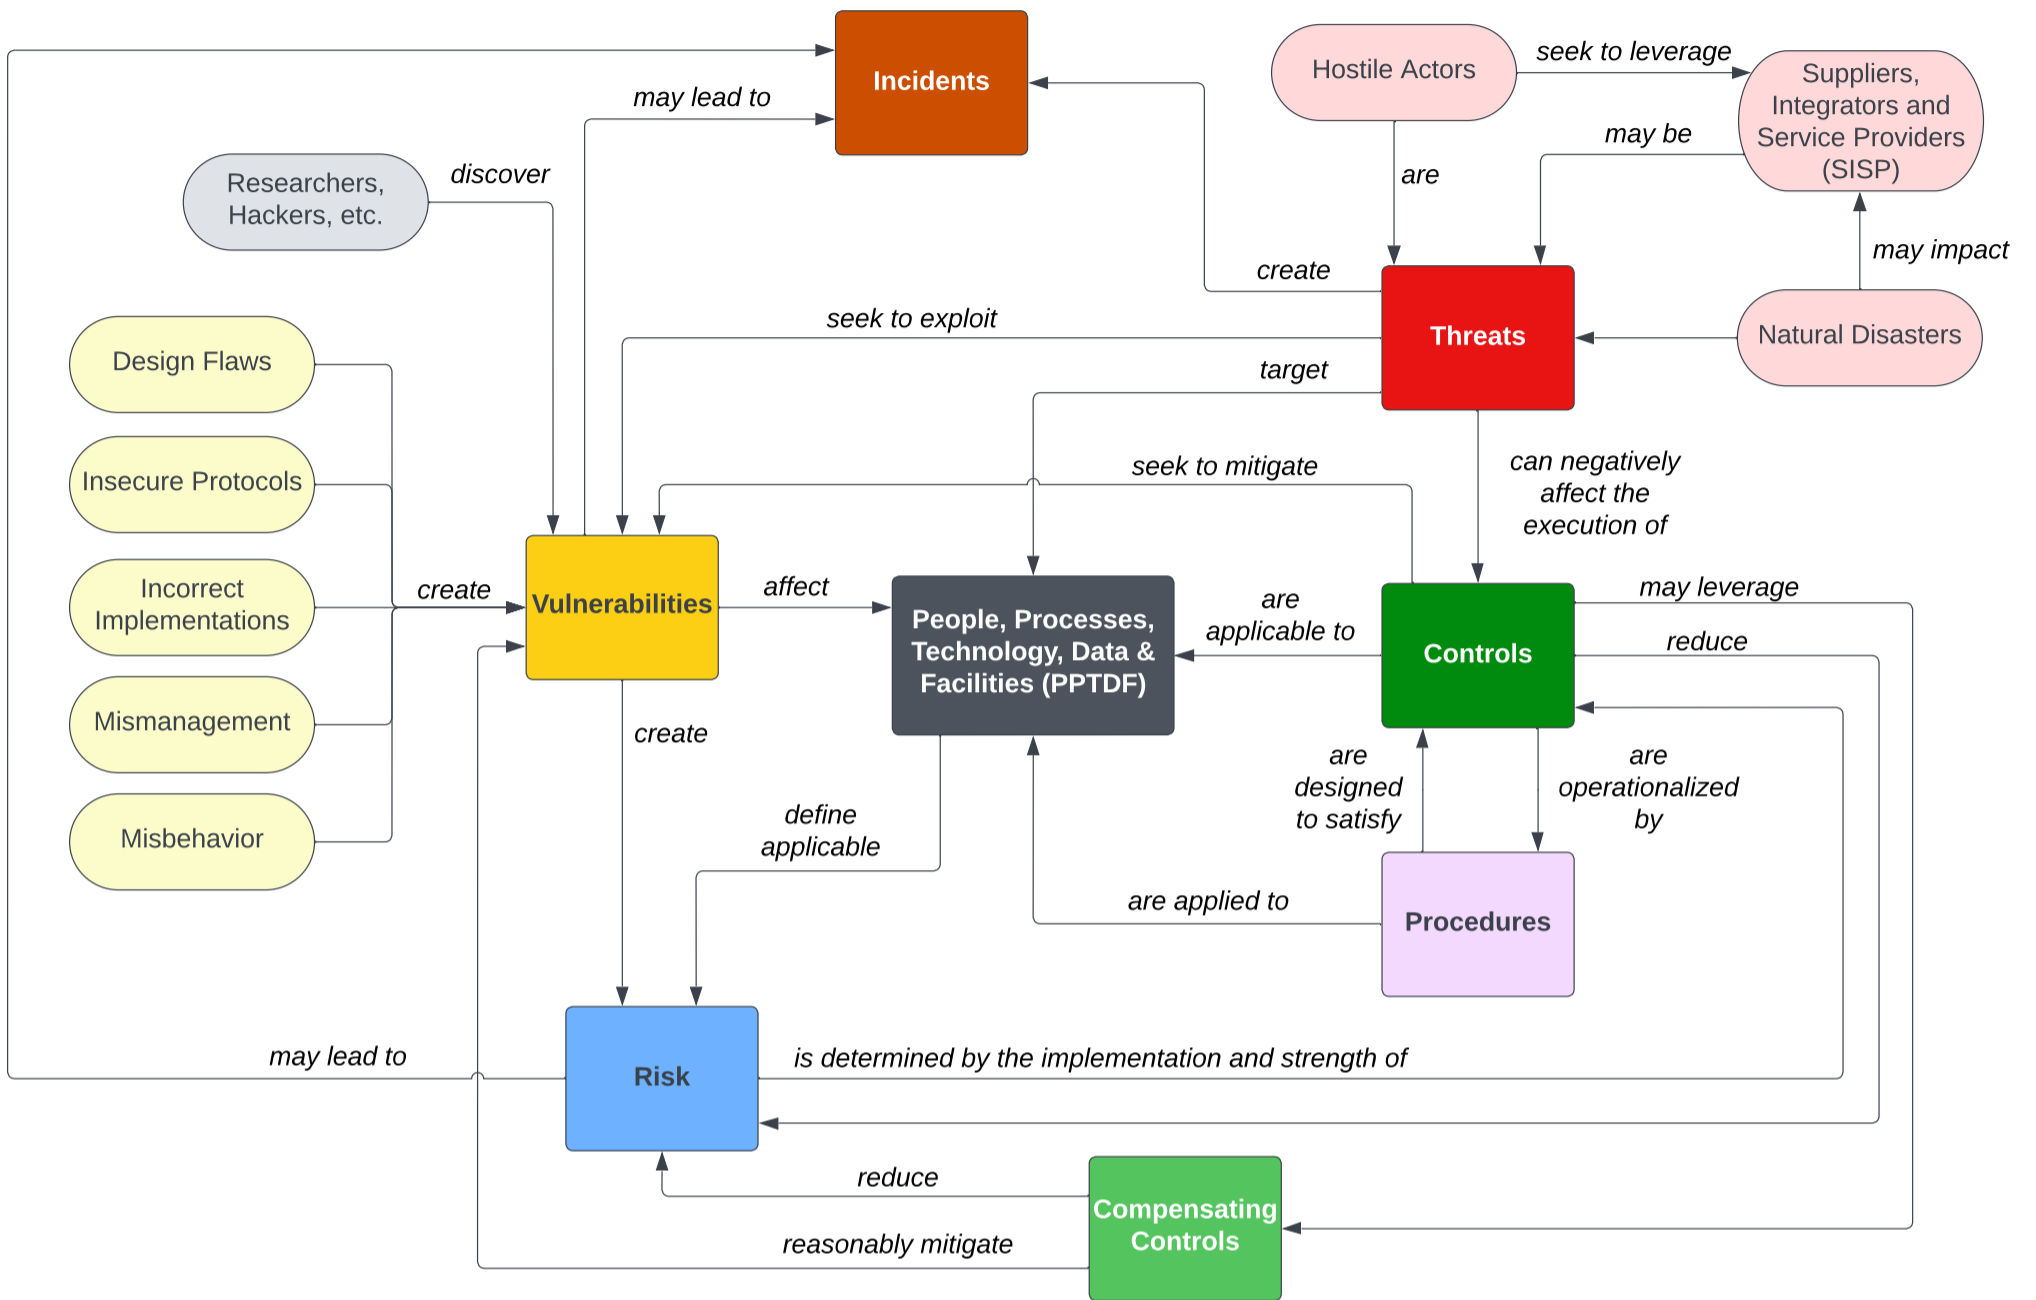 Incidents
Hostile Actors
seek to leverage
Suppliers,
Integrators and
Service Providers
(SISP)
may lead to
may be
discover
are
Researchers,
Hackers, etc.
may impact
create
seek to exploit
Threats
Natural Disasters
target
Design Flaws
seek to mitigate
can negatively
affect the
execution of
Insecure Protocols
Incorrect
Implementations
create
Vulnerabilities
affect
People, Processes,
Technology, Data &
Facilities (PPTDF)
are
applicable to
Controls
may leverage
reduce
Mismanagement
create
are
designed
to satisfy
are
operationalized
by
Misbehavior
define
applicable
are applied to
Procedures
may lead to
Risk
is determined by the implementation and strength of
reduce
Compensating
Controls
reasonably mitigate